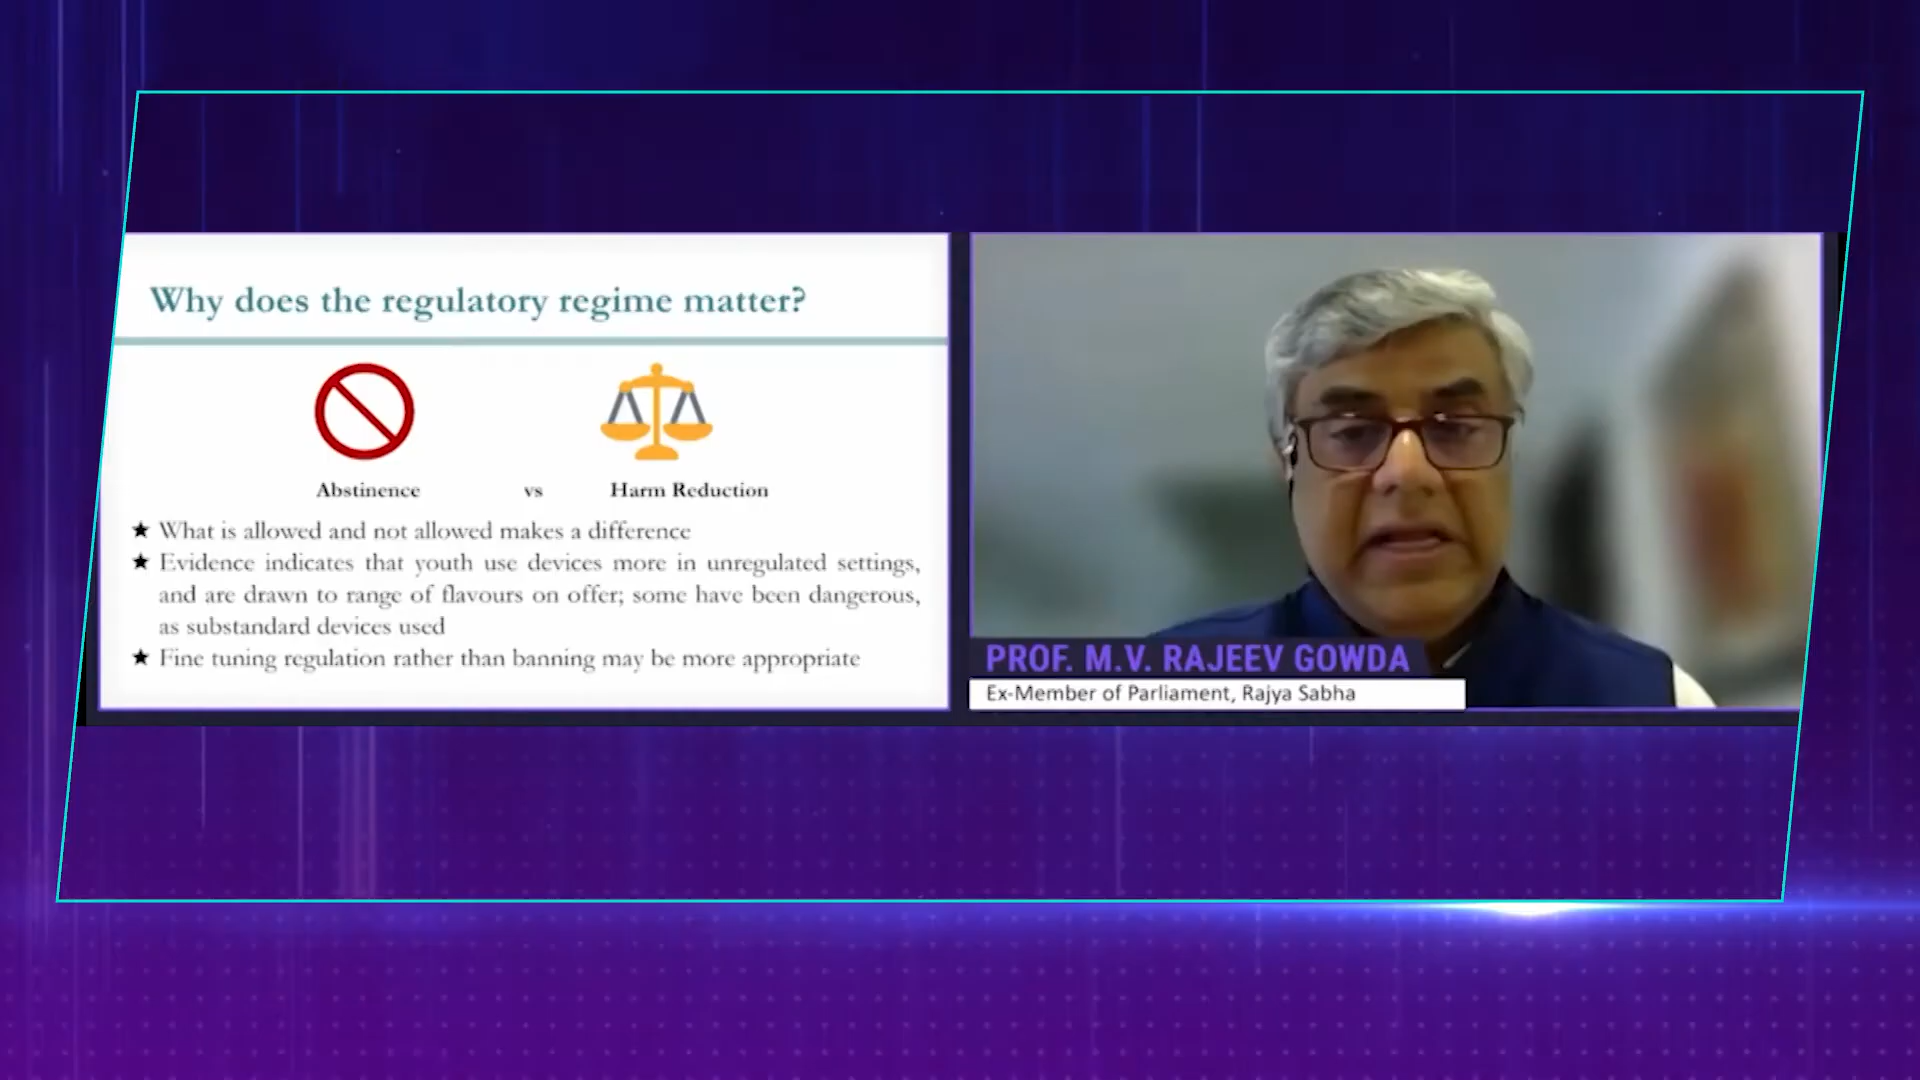 Why does the regulatory regime matter?
Abstinence vs Harm Reduction
★ What is allowed and not allowed makes a difference
★ Evidence indicates that youth use devices more in unregulated settings,
and are drawn to range of flavours on offer; some have been dangerous,
as substandard devices used
★ Fine tuning regulation rather than banning may be more appropriate
PROF. M.V. RAJEEV GOWDA
Ex-Member of Parliament, Rajya Sabha